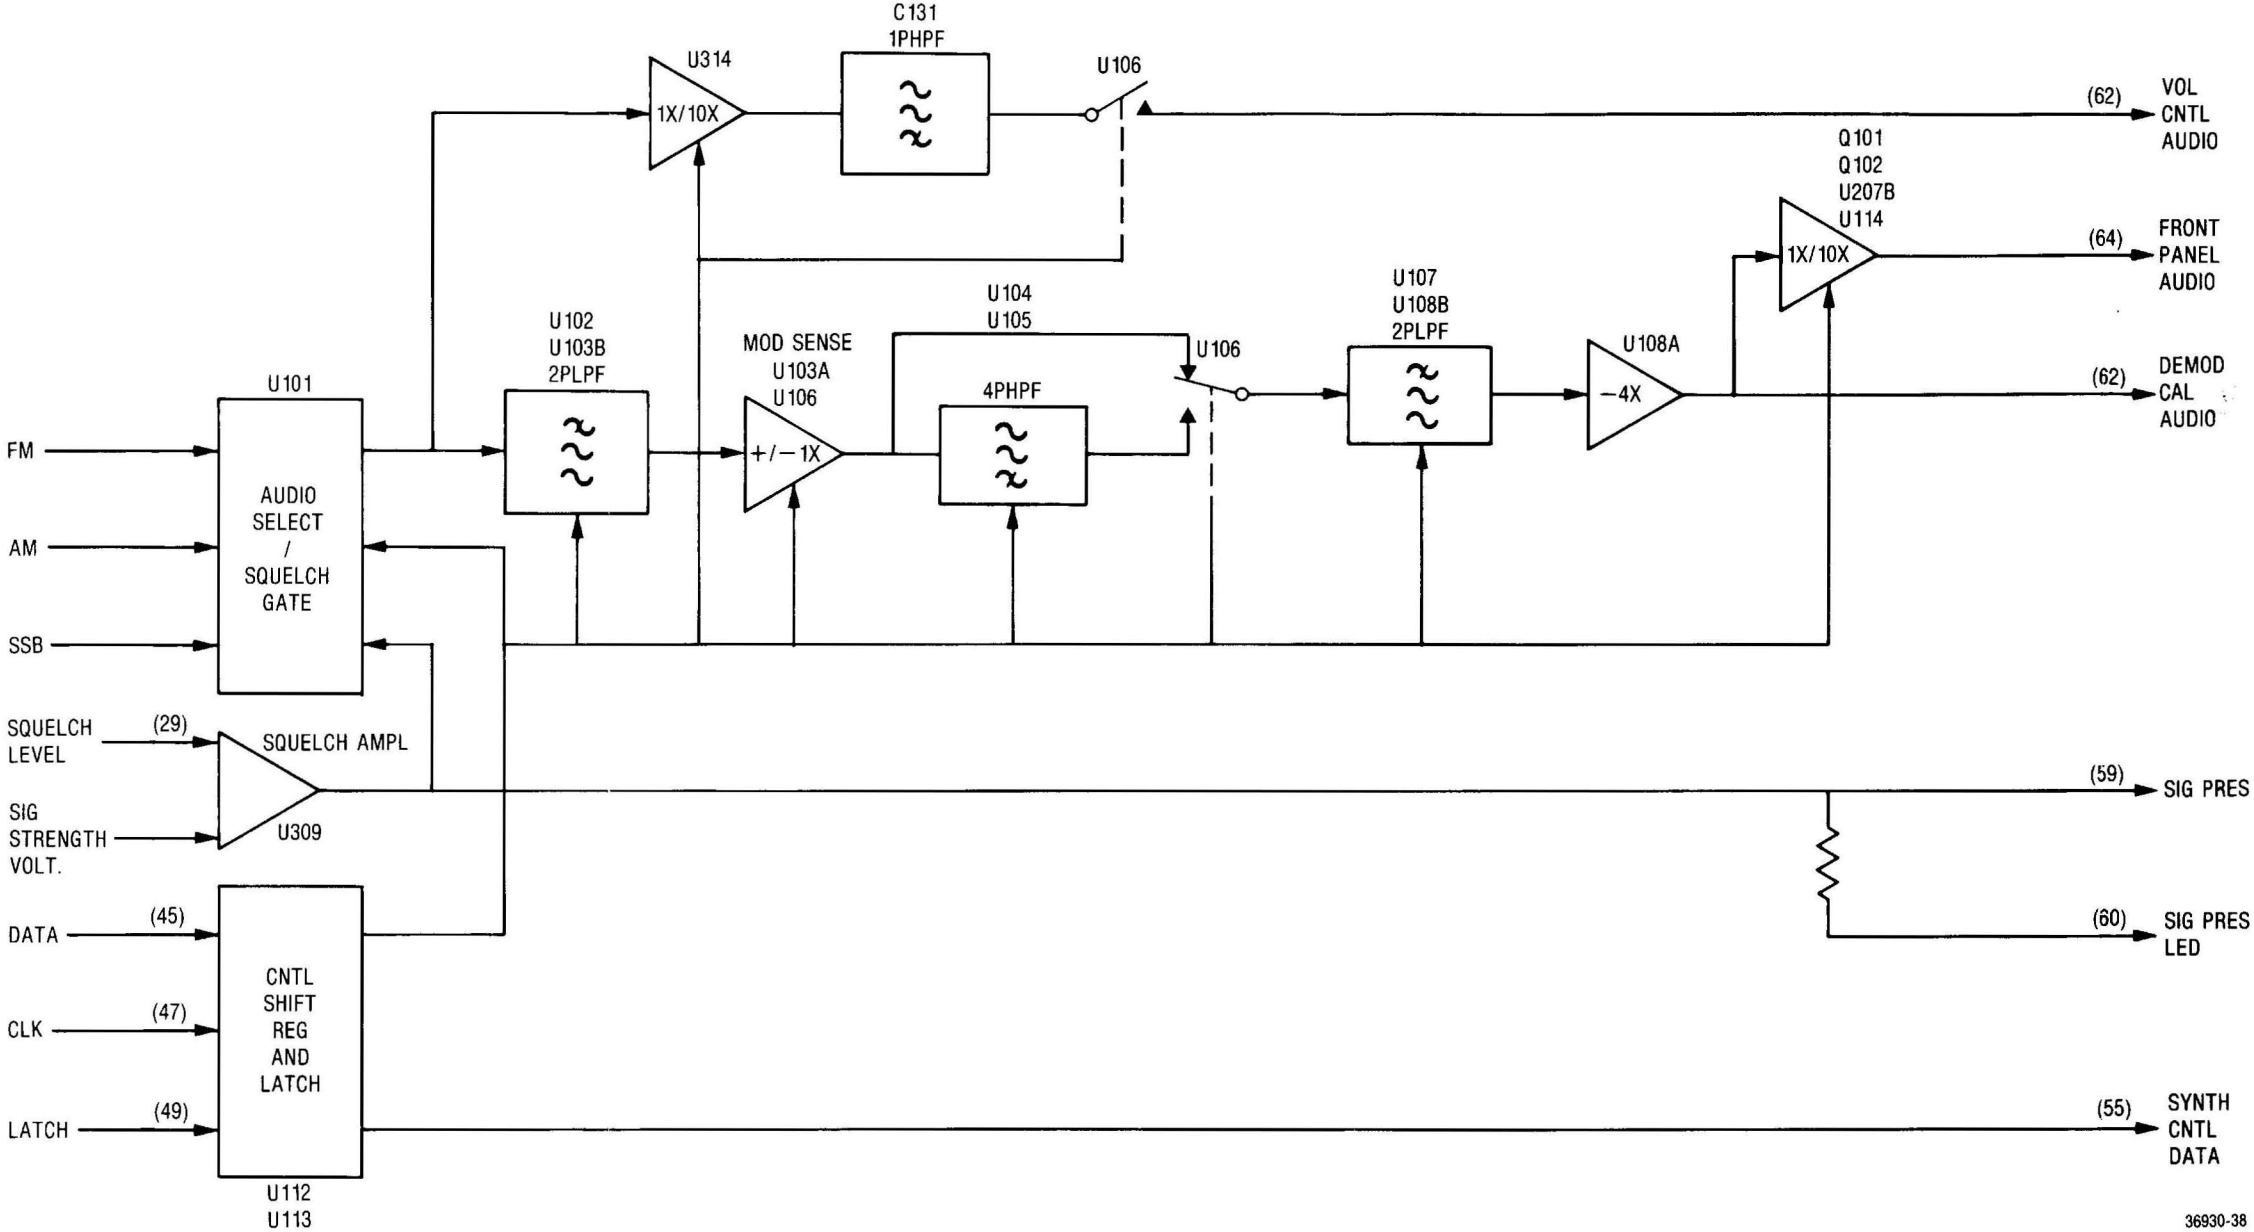 C131
1PHPF
U314
1X/10X
U106
(62)
VOL
CNTL
AUDIO
Q101
Q102
U207B
U114
1X/10X
(64)
FRONT
PANEL
AUDIO
U102
U103B
2PLPF
MOD SENSE
U103A
U106
+/−1X
U104
U105
4PHPF
U106
U107
U108B
2PLPF
U108A
−4X
(62)
DEMOD
CAL
AUDIO
U101
AUDIO
SELECT
/
SQUELCH
GATE
FM
AM
SSB
SQUELCH
LEVEL
(29)
SQUELCH AMPL
SIG
STRENGTH
VOLT.
U309
(59)
SIG PRES
(60)
SIG PRES
LED
DATA
(45)
CLK
(47)
LATCH
(49)
CNTL
SHIFT
REG
AND
LATCH
U112
U113
(55)
SYNTH
CNTL
DATA
36930-38